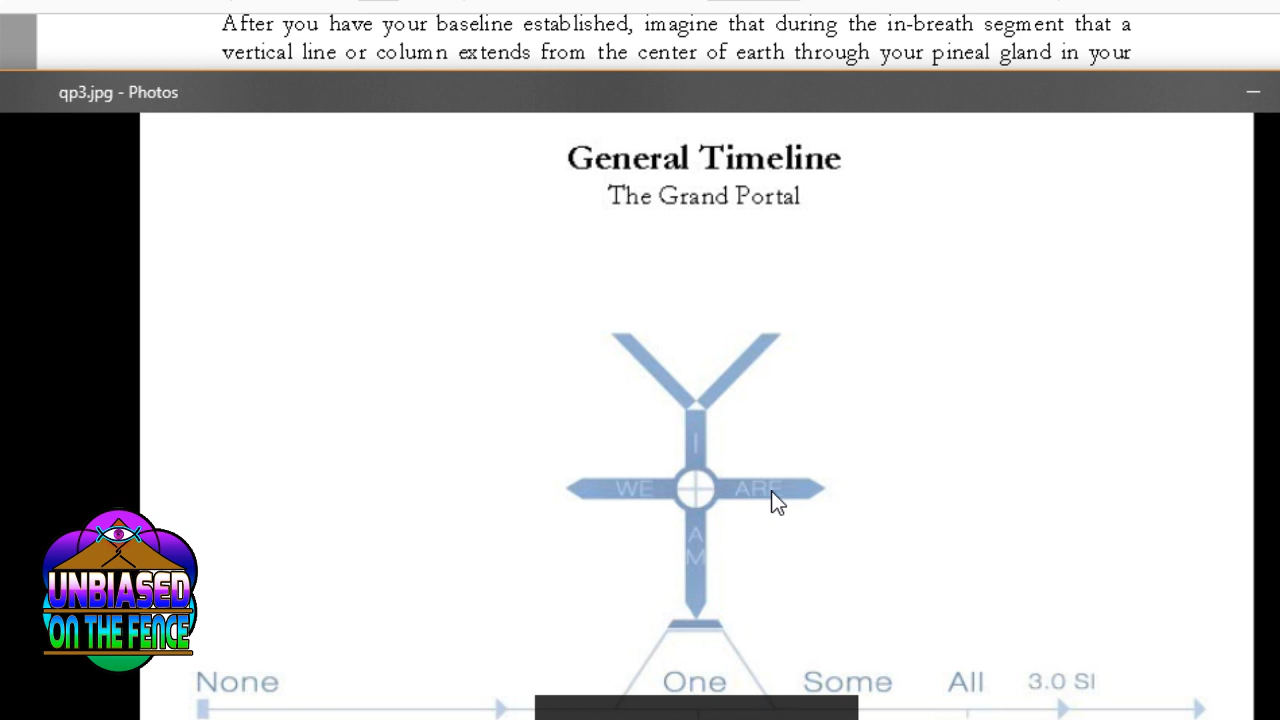 After you have your baseline established, imagine that during the in-breath segment that a
vertical line or column extends from the center of earth through your pineal gland in your
qp3.jpg - Photos
General Timeline
The Grand Portal
I
WE ARE
A
M
UNBIASED
ON THE FENCE
None One Some All 3.0 SI